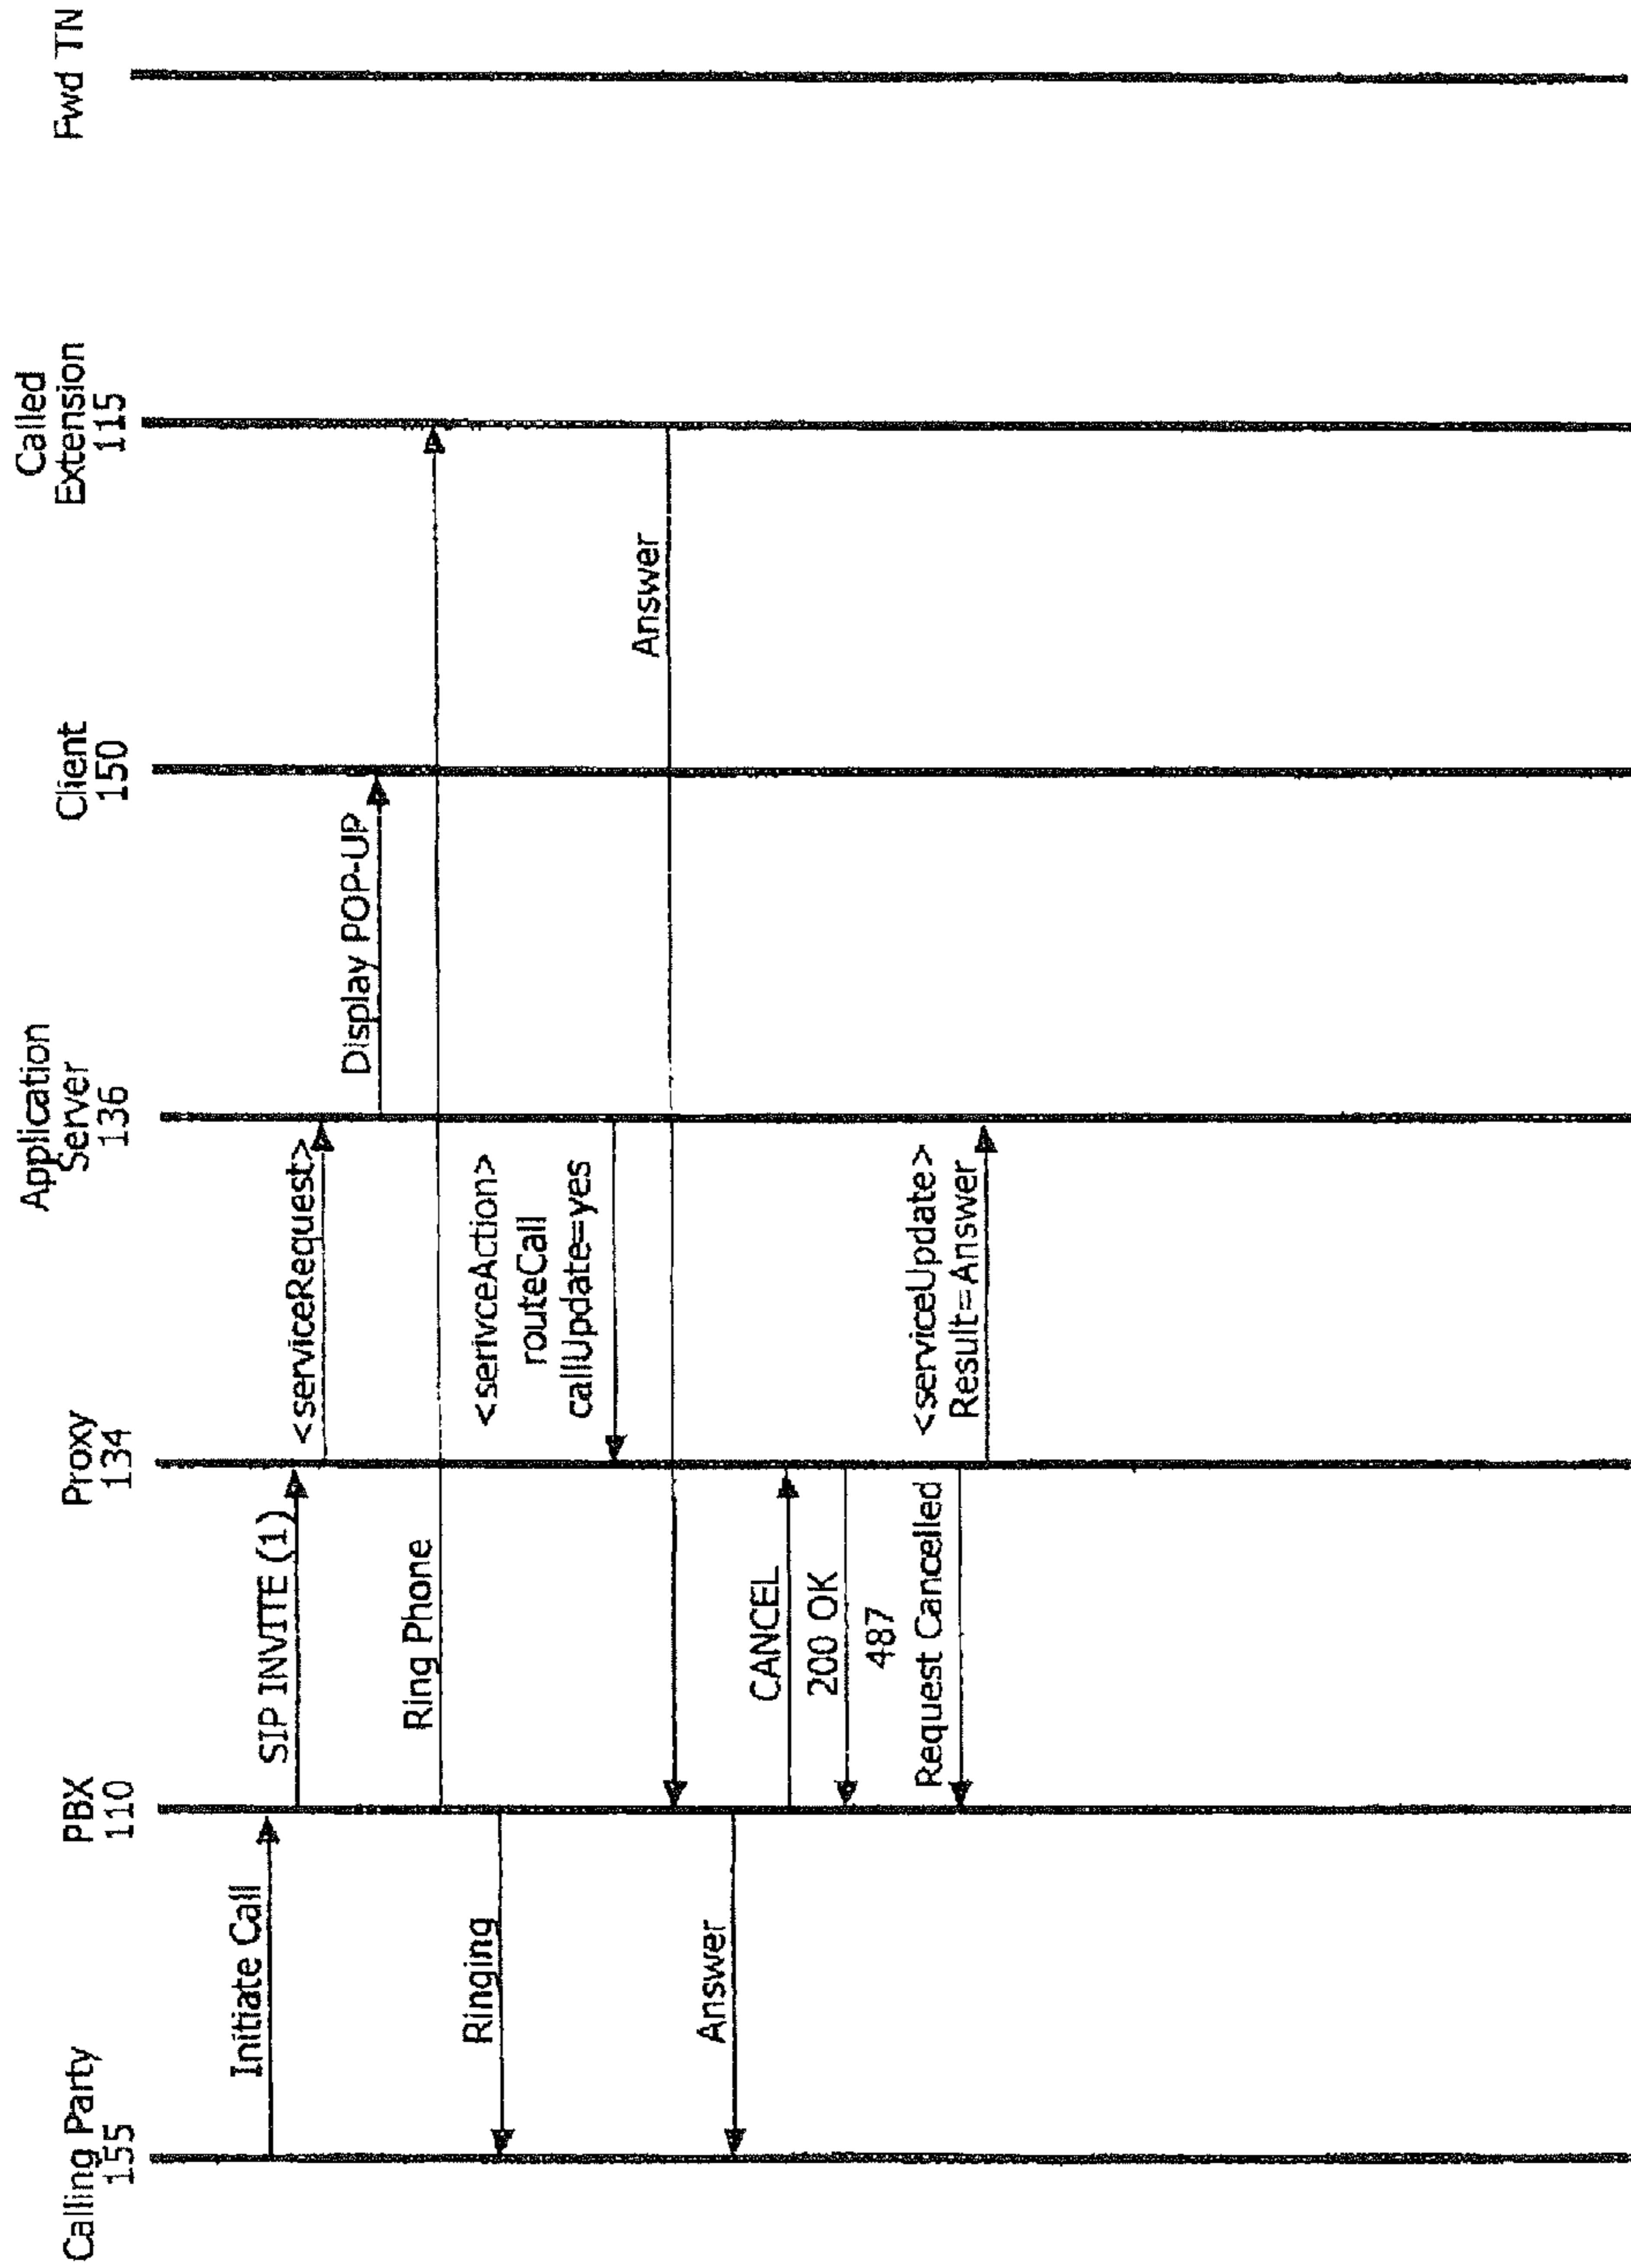 Calling Party
155
PBX
110
Proxy
134
Application
Server
136
Client
150
Called
Extension
115
Fwd TN
Initiate Call
SIP INVITE (1)
<serviceRequest>
Display POP-UP
Ring Phone
Ringing
<serivceAction>
routeCall
callUpdate=yes
Answer
Answer
CANCEL
200 OK
487
Request Cancelled
<serviceUpdate>
Result=Answer